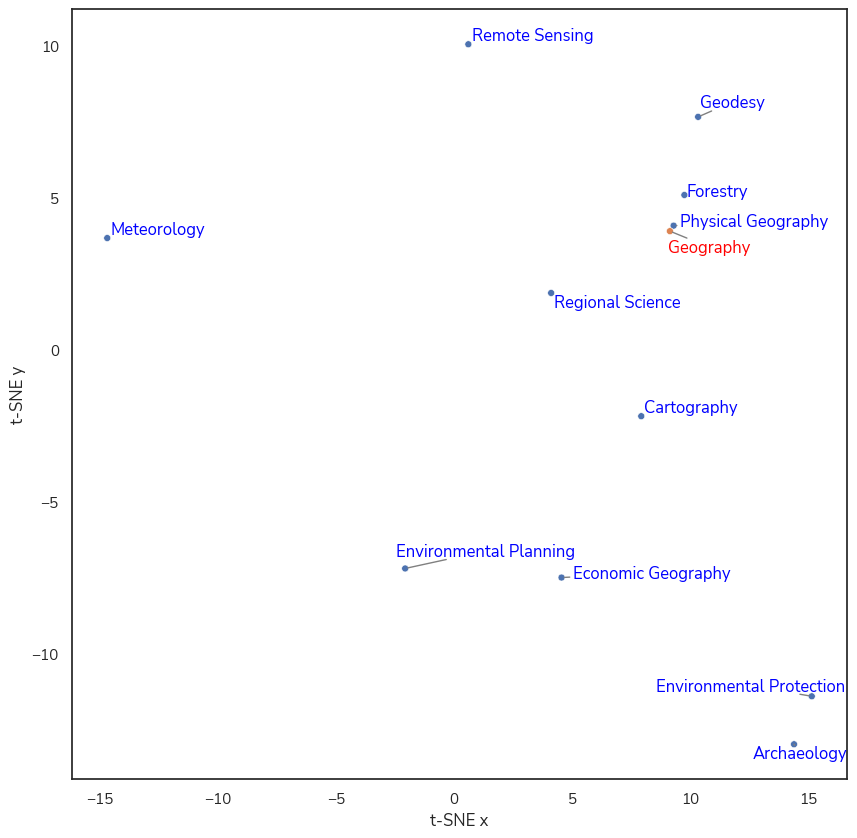 Remote Sensing
Geodesy
Forestry
Physical Geography
Geography
Meteorology
Regional Science
Cartography
Environmental Planning
Economic Geography
Environmental Protection
Archaeology
10
5
0
−5
−10
t-SNE y
−15 −10 −5 0 5 10 15
t-SNE x